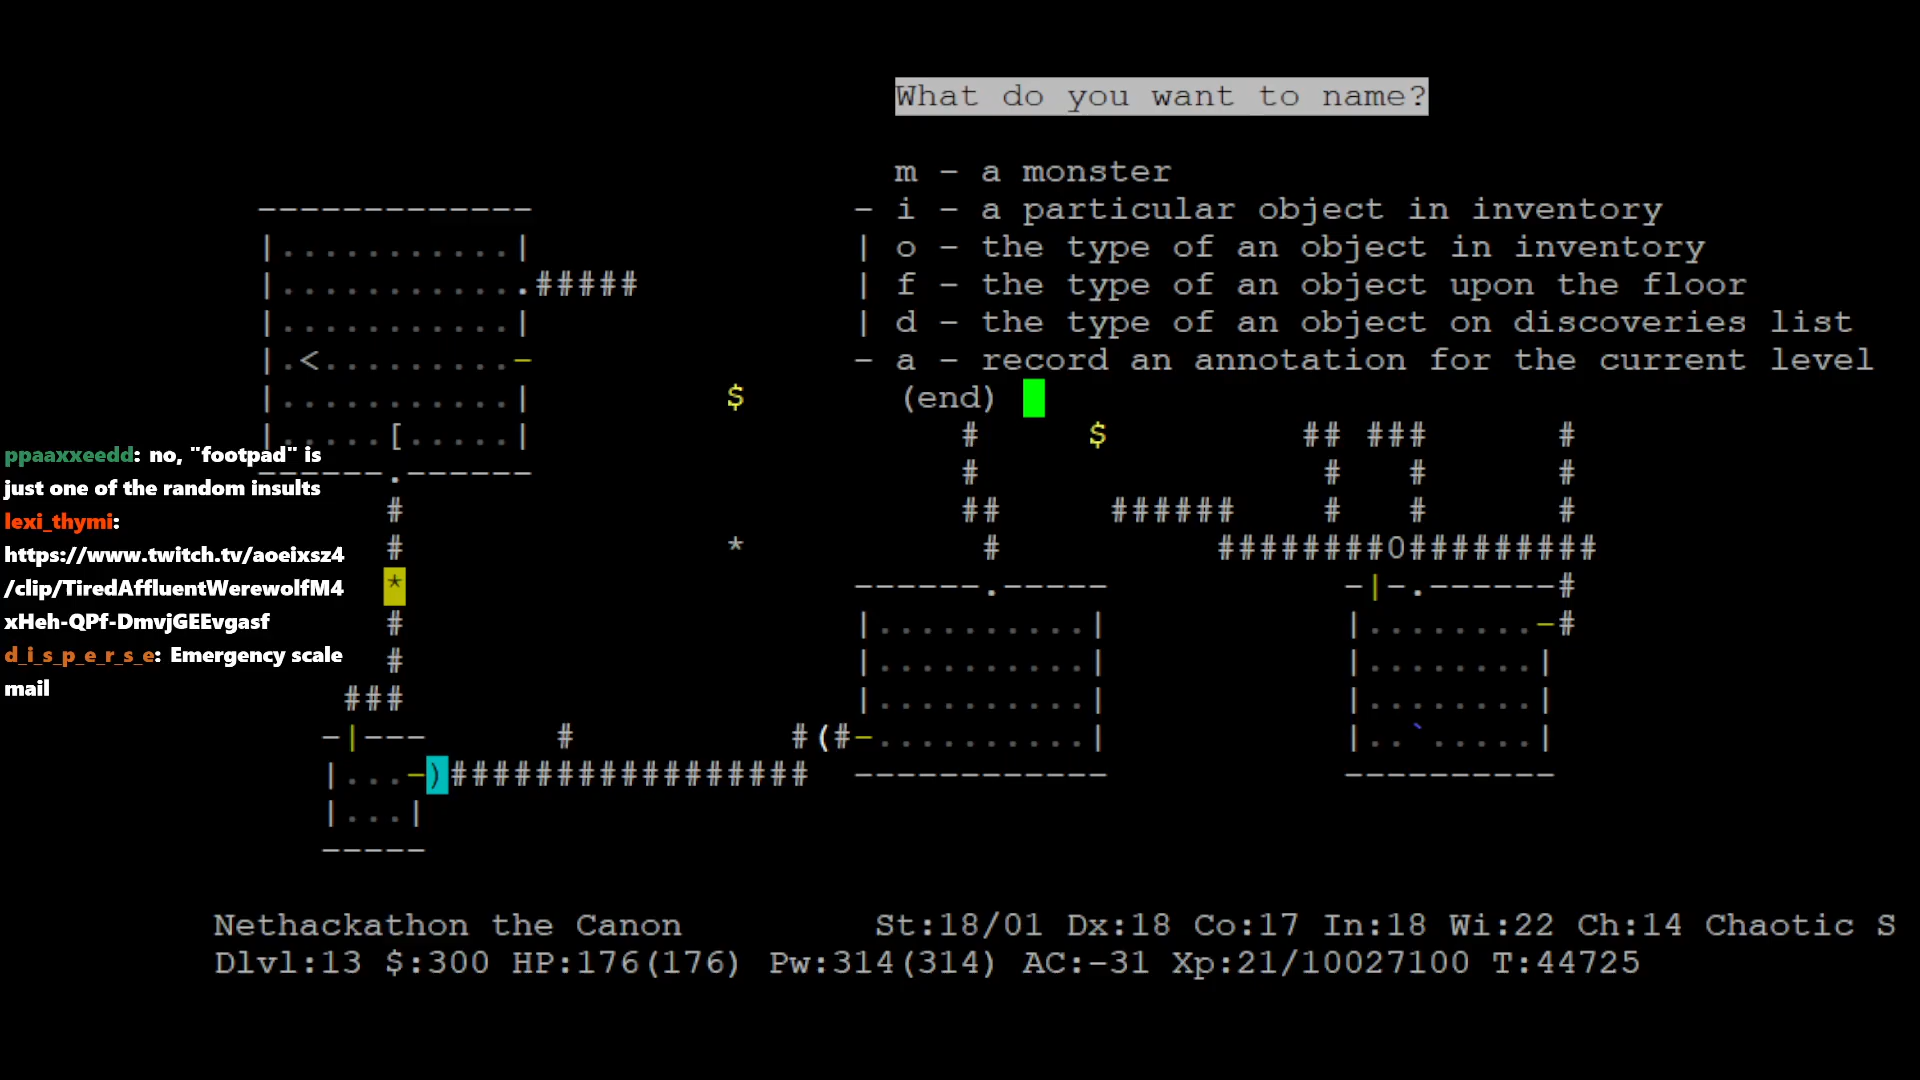 What do you want to name?
m - a monster
------------- - i - a particular object in inventory
|...........| | o - the type of an object in inventory
|............##### | f - the type of an object upon the floor
|...........| | d - the type of an object on discoveries list
|.<.........- - a - record an annotation for the current level
|...........| $ (end)
|.....[.....| # $ ## ### #
------.------ # # # #
# ## ###### # # #
# * # ########O#########
* ------.----- -|-.------#
# |..........| |........-#
# |..........| |........|
### |..........| |........|
-|--- # #(#-..........| |..`.....|
|...-)################# ------------ ----------
|...|
-----
ppaaxxeedd: no, "footpad" is
just one of the random insults
lexi_thymi:
https://www.twitch.tv/aoeixsz4
/clip/TiredAffluentWerewolfM4
xHeh-QPf-DmvjGEEvgasf
d_i_s_p_e_r_s_e: Emergency scale
mail
Nethackathon the Canon St:18/01 Dx:18 Co:17 In:18 Wi:22 Ch:14 Chaotic S
Dlvl:13 $:300 HP:176(176) Pw:314(314) AC:-31 Xp:21/10027100 T:44725